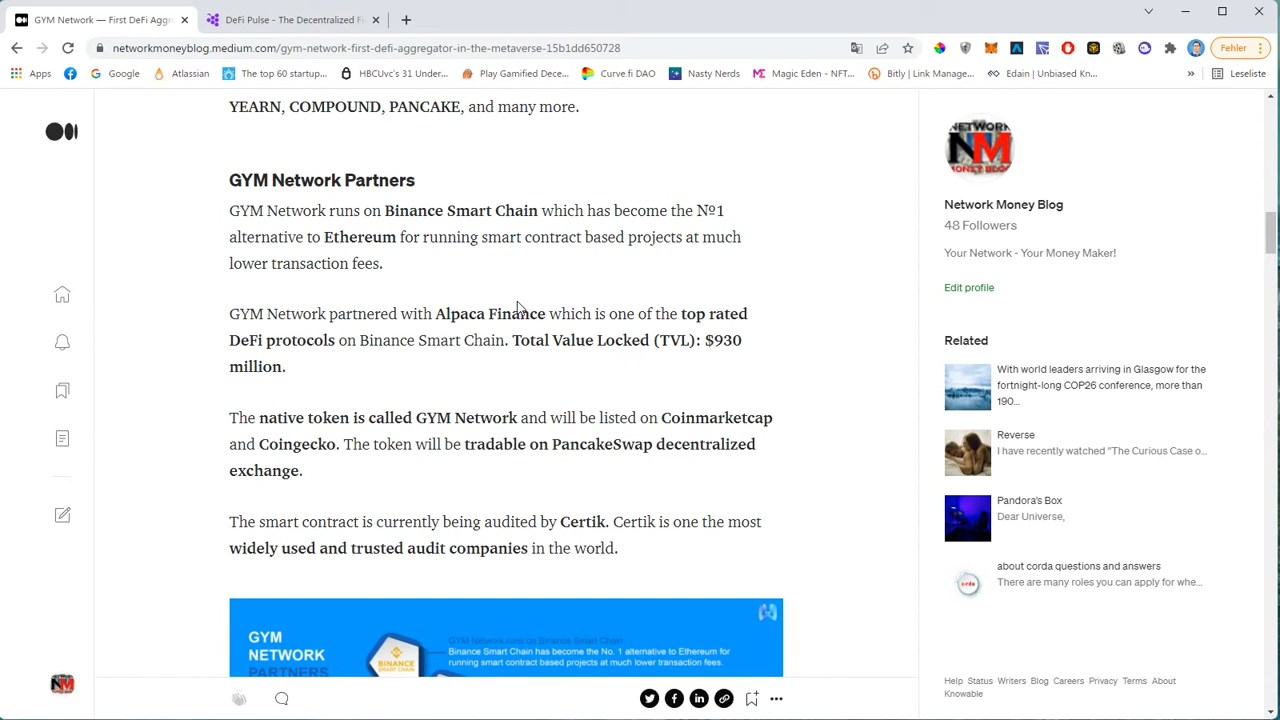 GYM Network — First DeFi Aggr
DeFi Pulse - The Decentralized Fi
networkmoneyblog.medium.com/gym-network-first-defi-aggregator-in-the-metaverse-15b1dd650728
Fehler
Apps
Google
Atlassian
The top 60 startup...
HBCUvc's 31 Under...
Play Gamified Dece...
Curve.fi DAO
Nasty Nerds
Magic Eden - NFT...
Bitly | Link Manage...
Edain | Unbiased Kn...
»
Leseliste
YEARN, COMPOUND, PANCAKE, and many more.
GYM Network Partners
GYM Network runs on Binance Smart Chain which has become the №1
alternative to Ethereum for running smart contract based projects at much
lower transaction fees.
GYM Network partnered with Alpaca Finance which is one of the top rated
DeFi protocols on Binance Smart Chain. Total Value Locked (TVL): $930
million.
The native token is called GYM Network and will be listed on Coinmarketcap
and Coingecko. The token will be tradable on PancakeSwap decentralized
exchange.
The smart contract is currently being audited by Certik. Certik is one the most
widely used and trusted audit companies in the world.
GYM
NETWORK
PARTNERS
BINANCE
SMART CHAIN
GYM Network runs on Binance Smart Chain
Binance Smart Chain has become the No. 1 alternative to Ethereum for
running smart contract based projects at much lower transaction fees.
NETWORK
NM
MONEY BLOG
Network Money Blog
48 Followers
Your Network - Your Money Maker!
Edit profile
Related
With world leaders arriving in Glasgow for the
fortnight-long COP26 conference, more than
190...
Reverse
I have recently watched "The Curious Case o...
Pandora's Box
Dear Universe,
about corda questions and answers
There are many roles you can apply for whe...
c·rda
Help Status Writers Blog Careers Privacy Terms About
Knowable
NM